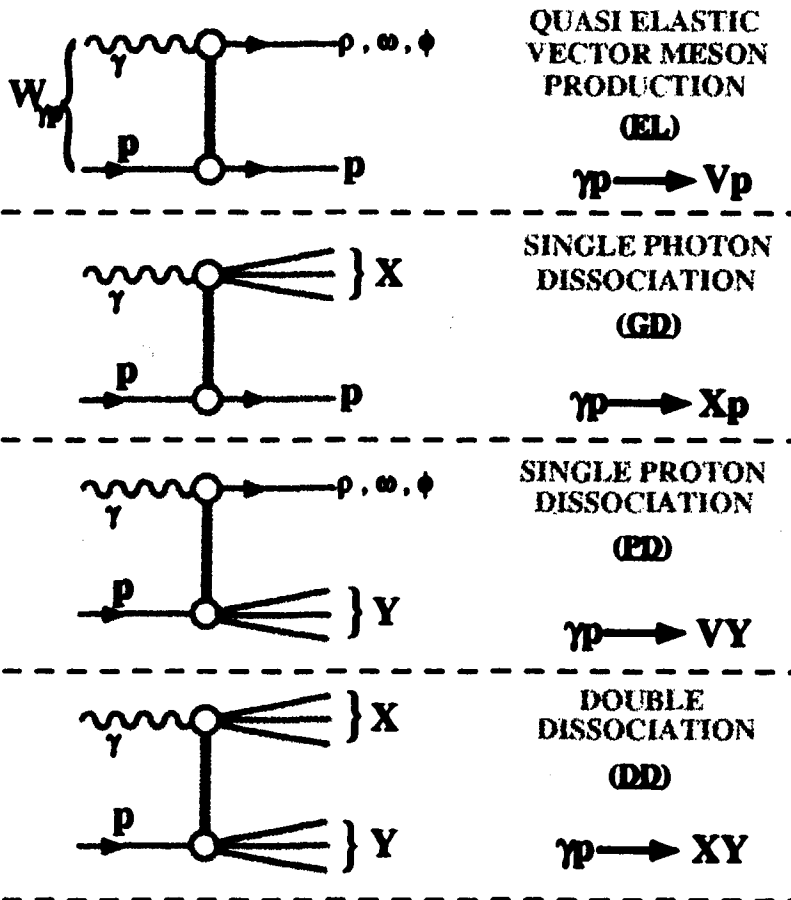 γ
ρ , ω , φ
W
γp
p
p
QUASI ELASTIC
VECTOR MESON
PRODUCTION
(EL)
γp Vp
γ
} X
p
p
SINGLE PHOTON
DISSOCIATION
(GD)
γp Xp
γ
ρ , ω , φ
p
} Y
SINGLE PROTON
DISSOCIATION
(PD)
γp VY
γ
} X
p
} Y
DOUBLE
DISSOCIATION
(DD)
γp XY